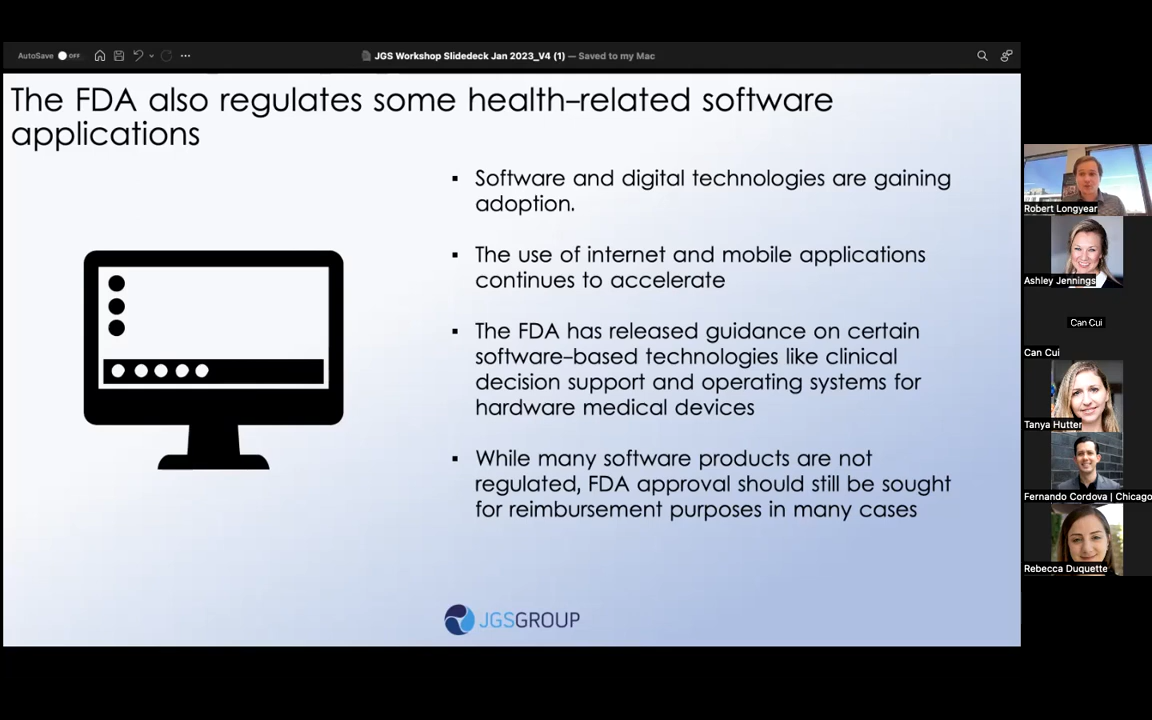 AutoSave OFF
JGS Workshop Slidedeck Jan 2023_V4 (1) — Saved to my Mac
The FDA also regulates some health-related software
applications
▪ Software and digital technologies are gaining
adoption.
▪ The use of internet and mobile applications
continues to accelerate
▪ The FDA has released guidance on certain
software-based technologies like clinical
decision support and operating systems for
hardware medical devices
▪ While many software products are not
regulated, FDA approval should still be sought
for reimbursement purposes in many cases
JGSGROUP
Robert Longyear
Ashley Jennings
Can Cui
Can Cui
Tanya Hutter
Fernando Cordova | Chicago
Rebecca Duquette